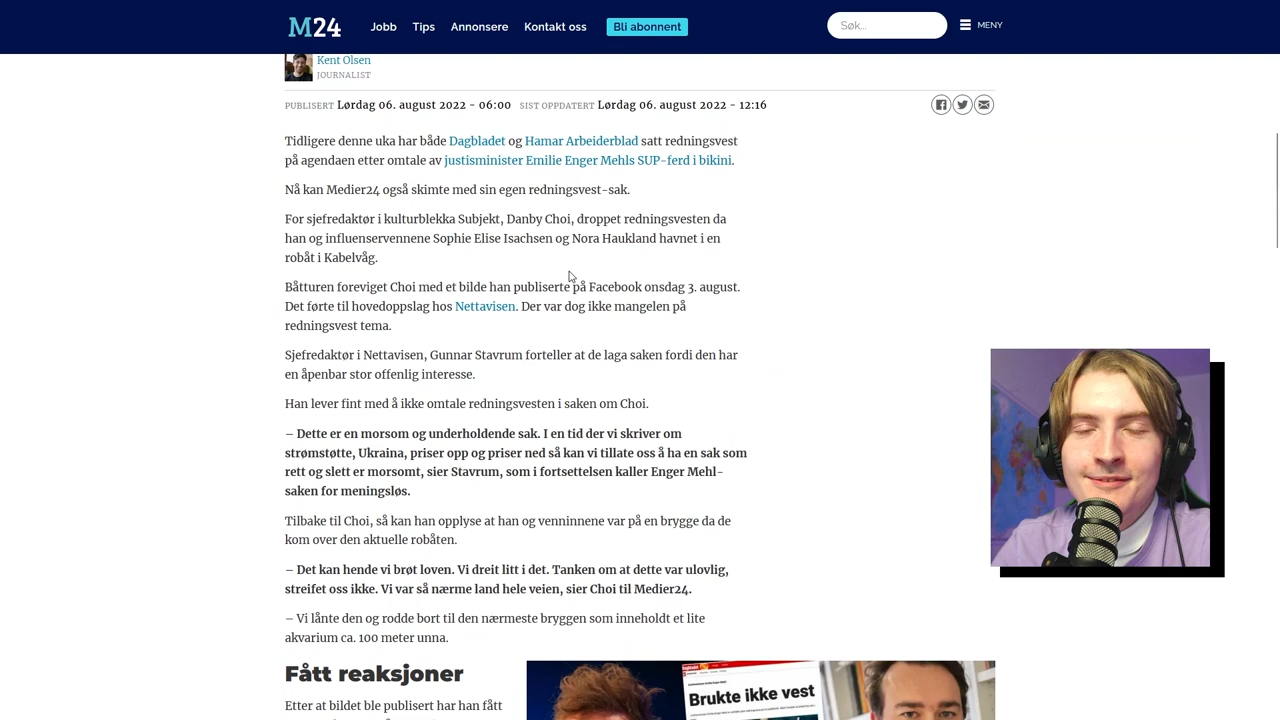 M24
Jobb
Tips
Annonsere
Kontakt oss
Bli abonnent
Søk...
MENY
Kent Olsen
JOURNALIST
PUBLISERT Lørdag 06. august 2022 - 06:00 SIST OPPDATERT Lørdag 06. august 2022 - 12:16
Tidligere denne uka har både Dagbladet og Hamar Arbeiderblad satt redningsvest
på agendaen etter omtale av justisminister Emilie Enger Mehls SUP-ferd i bikini.
Nå kan Medier24 også skimte med sin egen redningsvest-sak.
For sjefredaktør i kulturblekka Subjekt, Danby Choi, droppet redningsvesten da
han og influenservennene Sophie Elise Isachsen og Nora Haukland havnet i en
robåt i Kabelvåg.
Båtturen foreviget Choi med et bilde han publiserte på Facebook onsdag 3. august.
Det førte til hovedoppslag hos Nettavisen. Der var dog ikke mangelen på
redningsvest tema.
Sjefredaktør i Nettavisen, Gunnar Stavrum forteller at de laga saken fordi den har
en åpenbar stor offenlig interesse.
Han lever fint med å ikke omtale redningsvesten i saken om Choi.
– Dette er en morsom og underholdende sak. I en tid der vi skriver om
strømstøtte, Ukraina, priser opp og priser ned så kan vi tillate oss å ha en sak som
rett og slett er morsomt, sier Stavrum, som i fortsettelsen kaller Enger Mehl-
saken for meningsløs.
Tilbake til Choi, så kan han opplyse at han og venninnene var på en brygge da de
kom over den aktuelle robåten.
– Det kan hende vi brøt loven. Vi dreit litt i det. Tanken om at dette var ulovlig,
streifet oss ikke. Vi var så nærme land hele veien, sier Choi til Medier24.
– Vi lånte den og rodde bort til den nærmeste bryggen som inneholdt et lite
akvarium ca. 100 meter unna.
Fått reaksjoner
Etter at bildet ble publisert har han fått
Brukte ikke vest